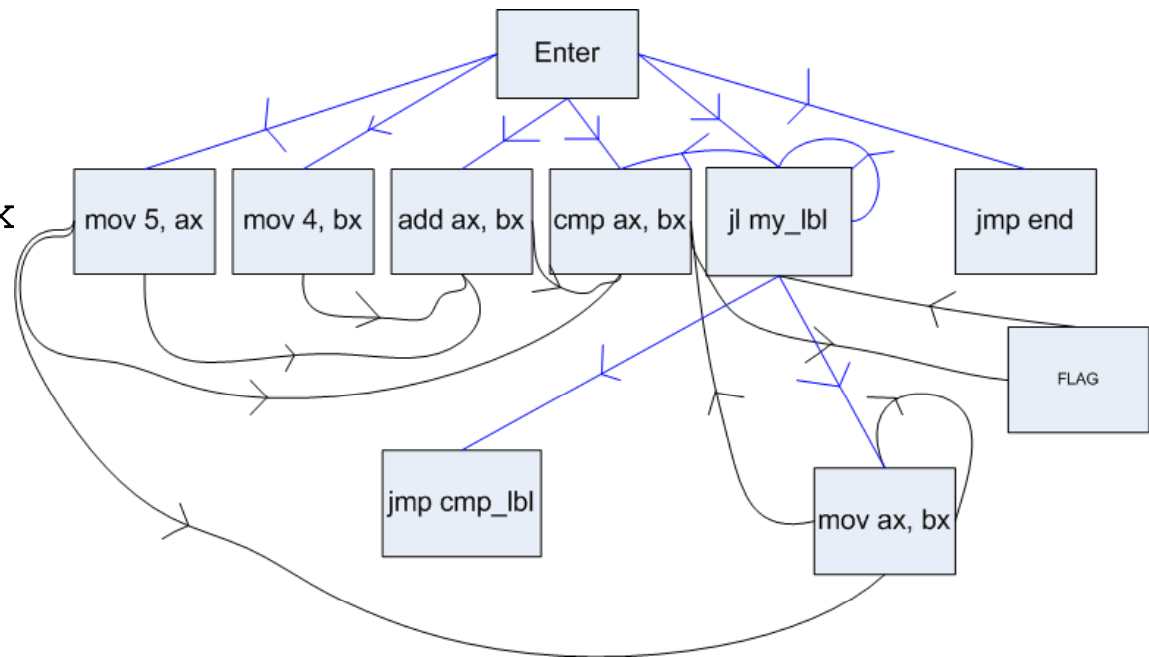 Enter
x
mov 5, ax
mov 4, bx
add ax, bx
cmp ax, bx
jl my_lbl
jmp end
FLAG
jmp cmp_lbl
mov ax, bx